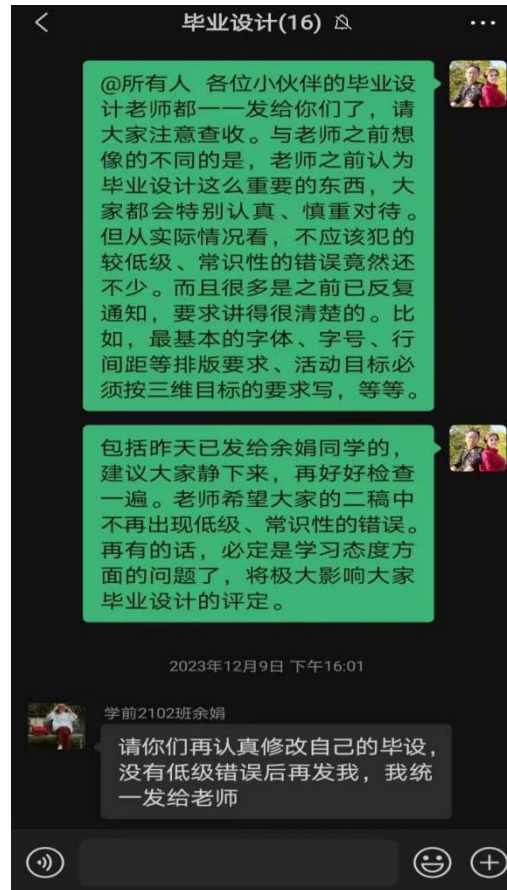 毕业设计(16)
@所有人 各位小伙伴的毕业设
计老师都一一发给你们了，请
大家注意查收。与老师之前想
像的不同的是，老师之前认为
毕业设计这么重要的东西，大
家都会特别认真、慎重对待。
但从实际情况看，不应该犯的
较低级、常识性的错误竟然还
不少。而且很多是之前已反复
通知，要求讲得很清楚的。比
如，最基本的字体、字号、行
间距等排版要求、活动目标必
须按三维目标的要求写，等等。
包括昨天已发给余娟同学的，
建议大家静下来，再好好检查
一遍。老师希望大家的二稿中
不再出现低级、常识性的错误。
再有的话，必定是学习态度方
面的问题了，将极大影响大家
毕业设计的评定。
2023年12月9日 下午16:01
学前2102班余娟
请你们再认真修改自己的毕设，
没有低级错误后再发我，我统
一发给老师